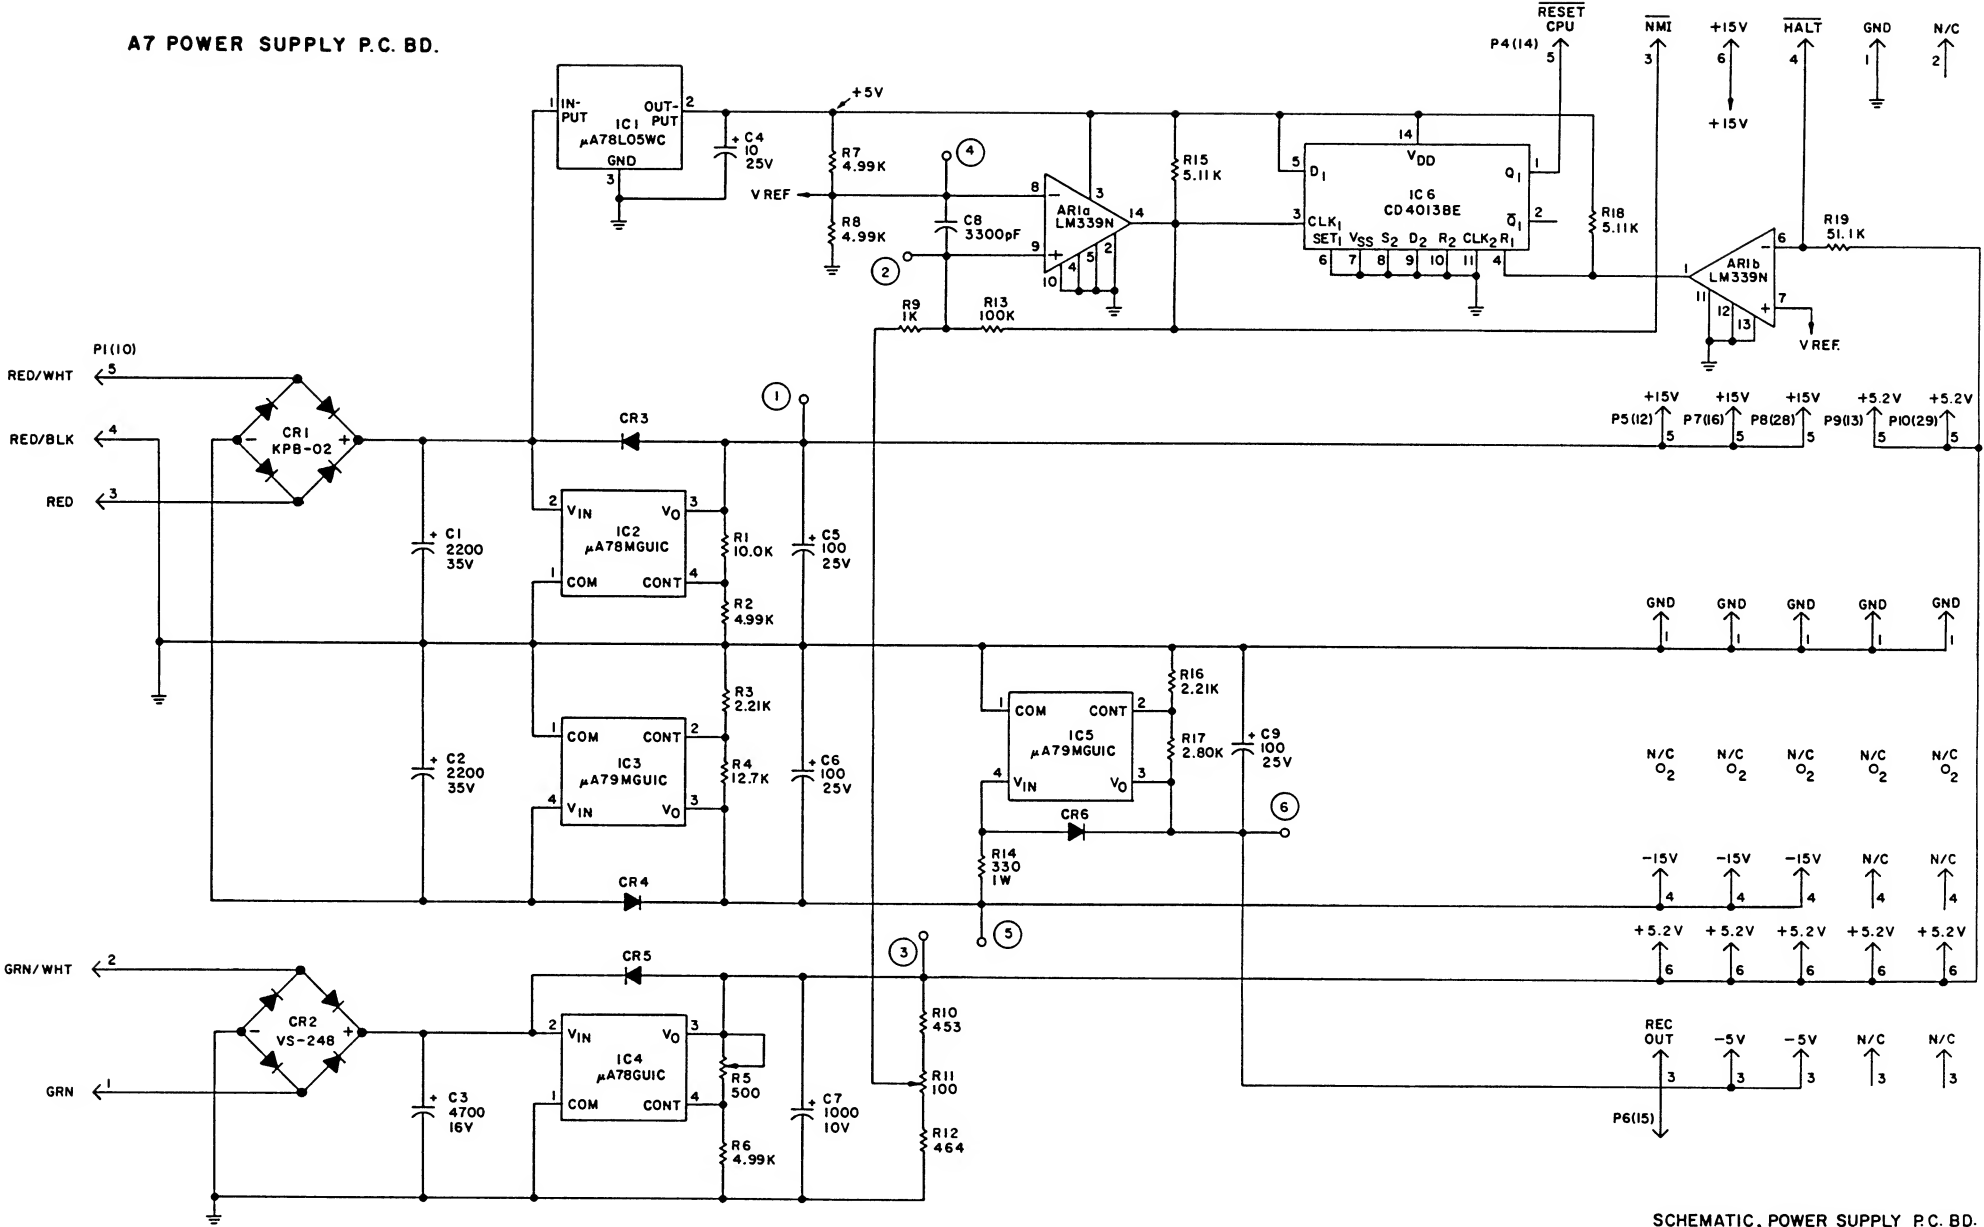 A7 POWER SUPPLY P.C. BD.
RESET
CPU
P4(14)
5
NMI
3
+15V
6
+15V
HALT
4
GND
1
N/C
2
1
IN-
PUT
OUT-
PUT
2
IC1
µA78L05WC
GND
3
+ C4
10
25V
+5V
R7
4.99K
V REF
R8
4.99K
4
C8
3300pF
2
8
−
AR1a
LM339N
9
+
3
14
10
4
5
2
R15
5.11K
R9
1K
R13
100K
14
VDD
5
D1
Q1
1
IC6
CD4013BE
3
CLK1
Q1
2
SET1 VSS S2 D2 R2 CLK2 R1
6 7 8 9 10 11 4
R18
5.11K
R19
51.1K
6
−
AR1b
LM339N
1
7
+
11
12
13
V REF.
P1(10)
RED/WHT
5
RED/BLK
4
RED
3
−
CR1
KPB-02
+
CR3
1
+15V
P5(12)
5
+15V
P7(16)
5
+15V
P8(28)
5
+5.2V
P9(13)
5
+5.2V
P10(29)
5
+ C1
2200
35V
2
VIN
VO
3
IC2
µA78MGUIC
1
COM
CONT
4
R1
10.0K
R2
4.99K
+ C5
100
25V
GND GND GND GND GND
1 1 1 1 1
R3
2.21K
+ C2
2200
35V
1
COM
CONT
2
IC3
µA79MGUIC
4
VIN
VO
3
R4
12.7K
+ C6
100
25V
1
COM
CONT
2
IC5
µA79MGUIC
4
VIN
VO
3
R16
2.21K
R17
2.80K
+ C9
100
25V
N/C N/C N/C N/C N/C
2 2 2 2 2
CR6
6
R14
330
1W
CR4
5
−15V −15V −15V N/C N/C
4 4 4 4 4
+5.2V +5.2V +5.2V +5.2V +5.2V
6 6 6 6 6
GRN/WHT
2
GRN
1
−
CR2
VS-248
+
CR5
3
+ C3
4700
16V
2
VIN
VO
3
IC4
µA78GUIC
1
COM
CONT
4
R5
500
R6
4.99K
+ C7
1000
10V
R10
453
R11
100
R12
464
REC
OUT
3
P6(15)
−5V −5V N/C N/C
3 3 3 3
SCHEMATIC, POWER SUPPLY P.C. BD.